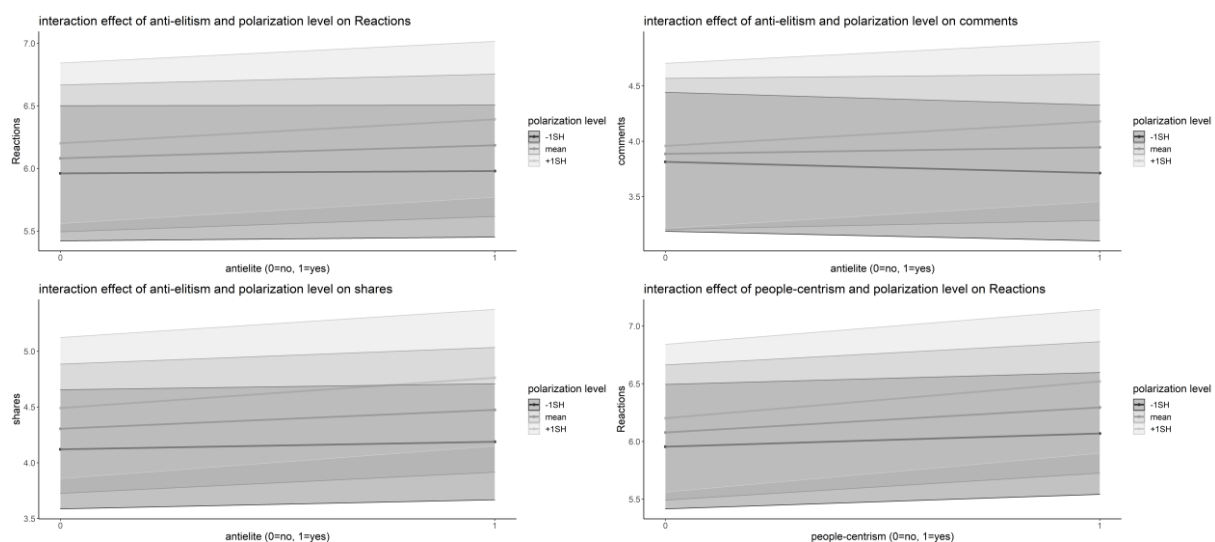 interaction effect of anti-elitism and polarization level on Reactions
7.0
6.5
6.0
5.5
Reactions
0
1
antielite (0=no, 1=yes)
polarization level
-1SH
mean
+1SH
interaction effect of anti-elitism and polarization level on comments
4.5
4.0
3.5
comments
0
1
antielite (0=no, 1=yes)
polarization level
-1SH
mean
+1SH
interaction effect of anti-elitism and polarization level on shares
5.0
4.5
4.0
3.5
shares
0
1
antielite (0=no, 1=yes)
polarization level
-1SH
mean
+1SH
interaction effect of people-centrism and polarization level on Reactions
7.0
6.5
6.0
5.5
Reactions
0
1
people-centrism (0=no, 1=yes)
polarization level
-1SH
mean
+1SH